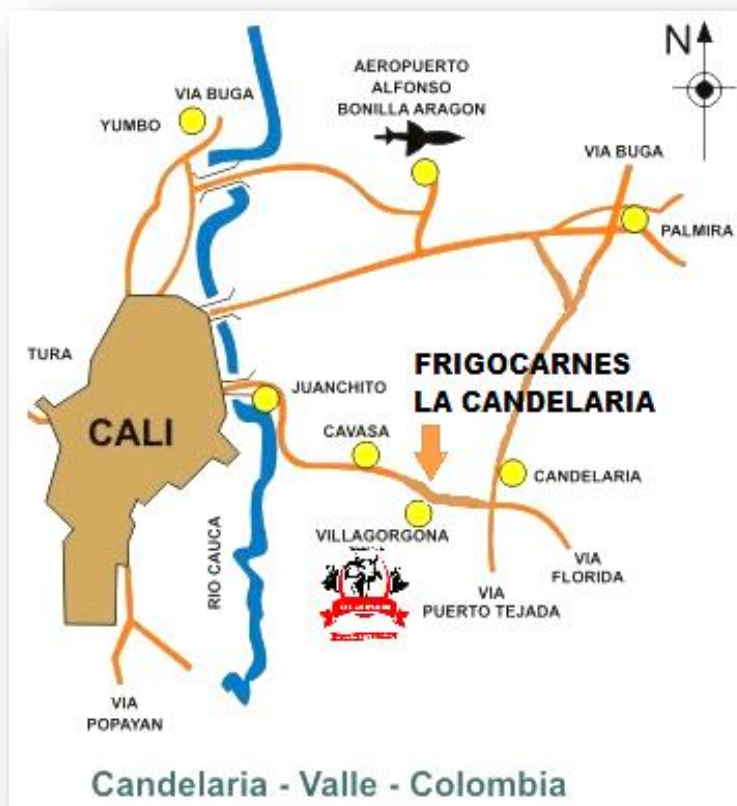 N
AEROPUERTO
ALFONSO
BONILLA ARAGON
VIA BUGA
YUMBO
VIA BUGA
PALMIRA
TURA
FRIGOCARNES
LA CANDELARIA
JUANCHITO
CALI
CAVASA
CANDELARIA
VILLAGORGONA
RIO CAUCA
VIA
FLORIDA
VIA
PUERTO TEJADA
VIA
POPAYAN
Candelaria - Valle - Colombia